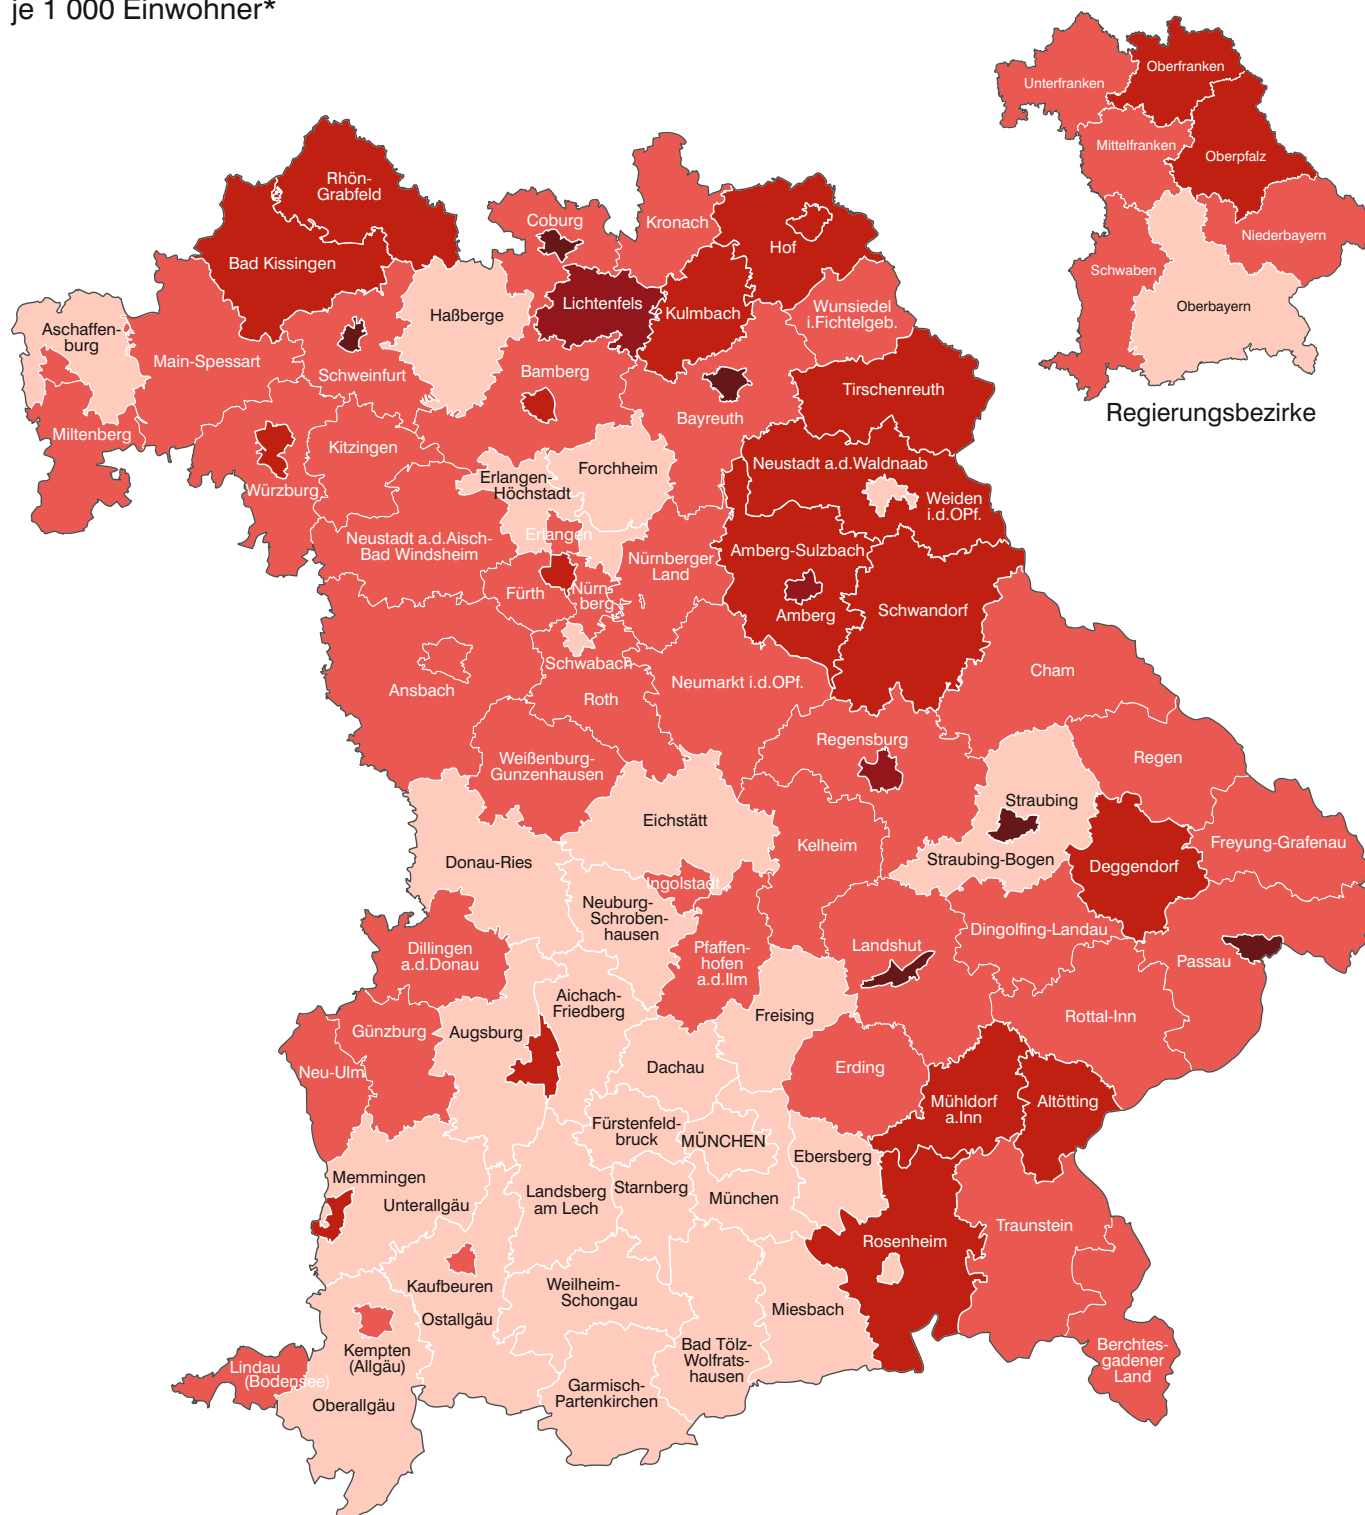 je 1 000 Einwohner*
Unterfranken
Oberfranken
Mittelfranken
Oberpfalz
Niederbayern
Schwaben
Oberbayern
Regierungsbezirke
Rhön-
Grabfeld
Bad Kissingen
Coburg
Kronach
Hof
Lichtenfels
Kulmbach
Wunsiedel
i.Fichtelgeb.
Haßberge
Aschaffen-
burg
Main-Spessart
Schweinfurt
Bamberg
Bayreuth
Tirschenreuth
Miltenberg
Kitzingen
Würzburg
Erlangen-
Höchstadt
Forchheim
Neustadt a.d.Waldnaab
Weiden
i.d.OPf.
Neustadt a.d.Aisch-
Bad Windsheim
Erlangen
Nürnberger
Land
Amberg-Sulzbach
Amberg
Schwandorf
Fürth
Nürn-
berg
Schwabach
Roth
Ansbach
Neumarkt i.d.OPf.
Cham
Regensburg
Weißenburg-
Gunzenhausen
Regen
Straubing
Straubing-Bogen
Eichstätt
Kelheim
Deggendorf
Freyung-Grafenau
Donau-Ries
Ingolstadt
Neuburg-
Schroben-
hausen
Dillingen
a.d.Donau
Pfaffen-
hofen
a.d.Ilm
Landshut
Dingolfing-Landau
Passau
Rottal-Inn
Aichach-
Friedberg
Freising
Günzburg
Augsburg
Neu-Ulm
Dachau
Erding
Mühldorf
a.Inn
Altötting
Fürstenfeld-
bruck
MÜNCHEN
Ebersberg
Memmingen
Unterallgäu
Landsberg
am Lech
Starnberg
München
Rosenheim
Traunstein
Kaufbeuren
Ostallgäu
Weilheim-
Schongau
Miesbach
Kempten
(Allgäu)
Bad Tölz-
Wolfrats-
hausen
Berchtes-
gadener
Land
Lindau
(Bodensee)
Oberallgäu
Garmisch-
Partenkirchen